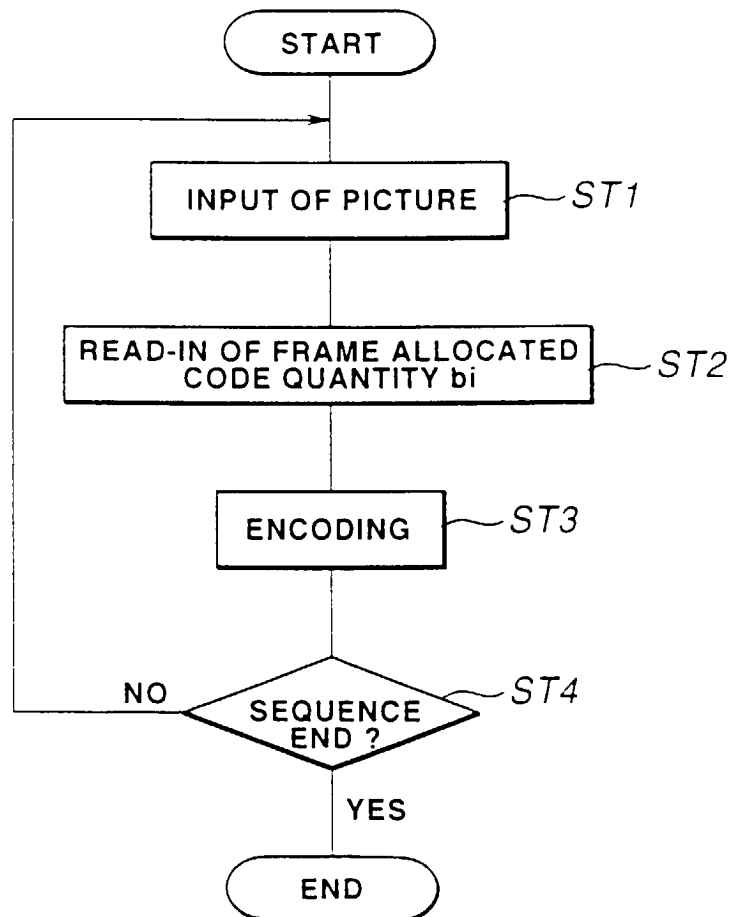 START
INPUT OF PICTURE
ST1
READ-IN OF FRAME ALLOCATED
CODE QUANTITY bi
ST2
ENCODING
ST3
ST4
NO
SEQUENCE
END ?
YES
END